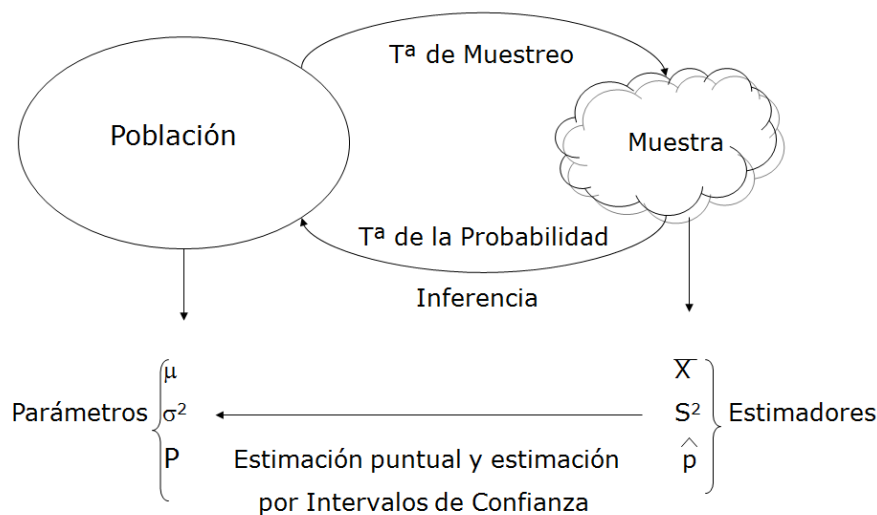 Tª de Muestreo
Población
Muestra
Tª de la Probabilidad
Inferencia
μ
X̅
Parámetros
σ²
S²
Estimadores
P
Estimación puntual y estimación
p̂
por Intervalos de Confianza